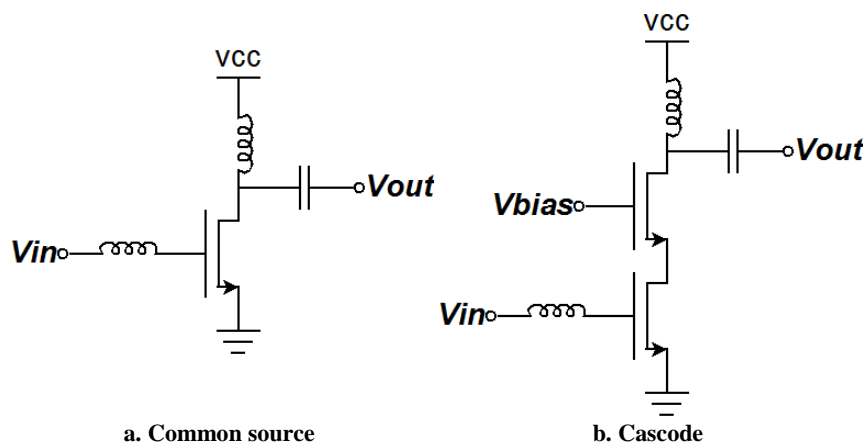 VCC
Vout
Vin
a. Common source
VCC
Vout
Vbias
Vin
b. Cascode